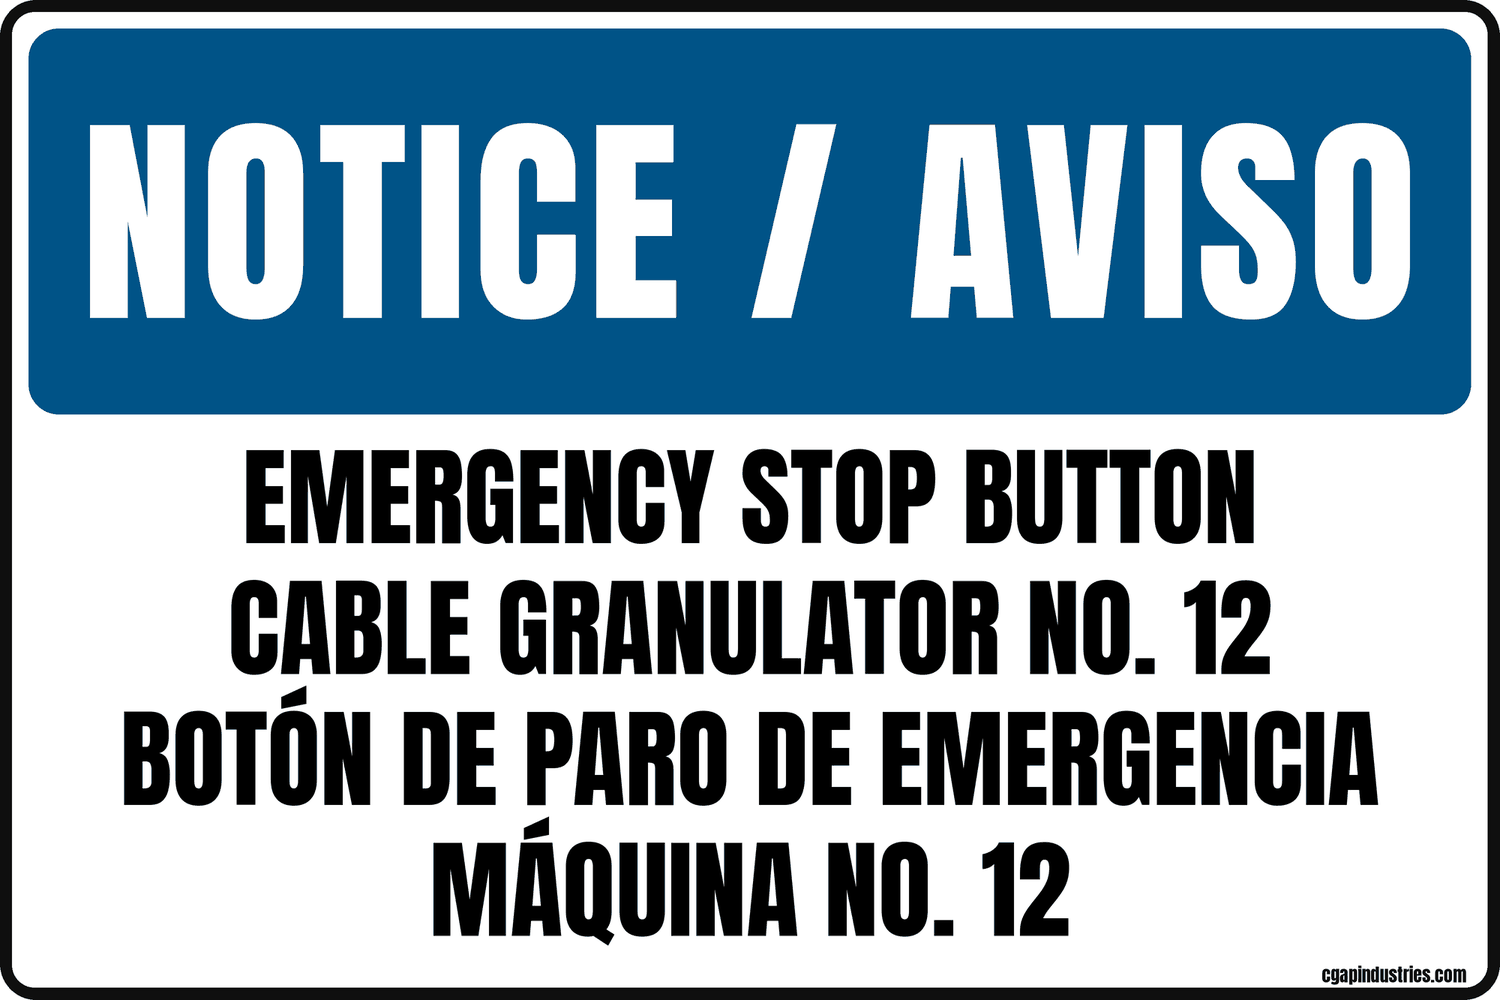 NOTICE / AVISO
EMERGENCY STOP BUTTON
CABLE GRANULATOR NO. 12
BOTÓN DE PARO DE EMERGENCIA
MÁQUINA NO. 12
cgapindustries.com